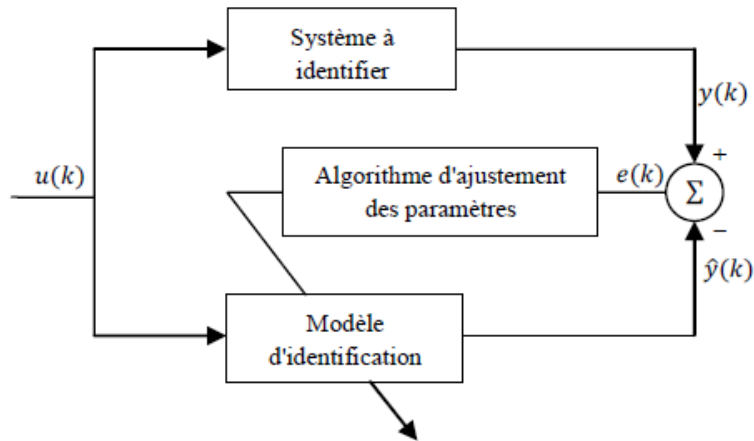 Système à
identifier
y(k)
+
u(k)
Algorithme d'ajustement
des paramètres
e(k)
Σ
−
ŷ(k)
Modèle
d'identification